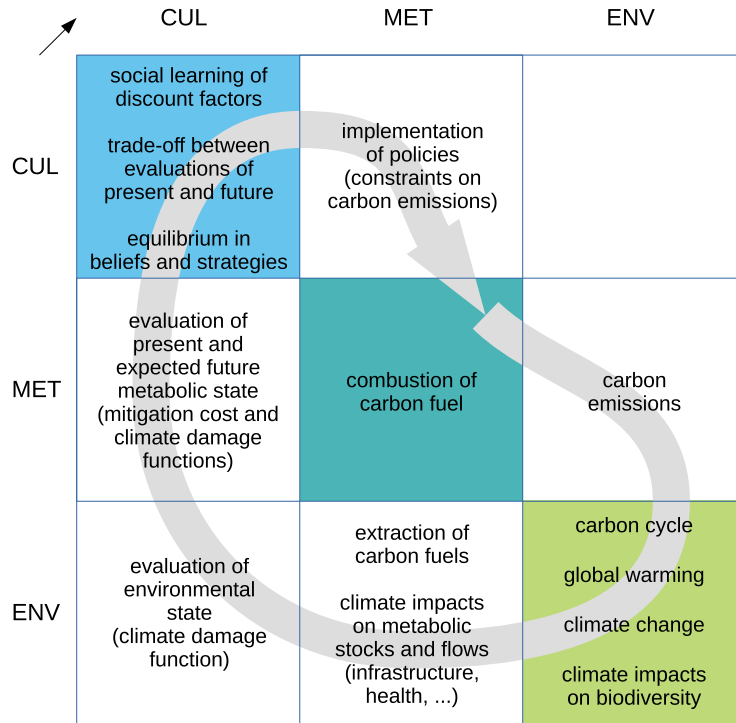 CUL MET ENV
CUL
social learning of
discount factors
trade-off between
evaluations of
present and future
equilibrium in
beliefs and strategies
implementation
of policies
(constraints on
carbon emissions)
MET
evaluation of
present and
expected future
metabolic state
(mitigation cost and
climate damage
functions)
combustion of
carbon fuel
carbon
emissions
ENV
evaluation of
environmental
state
(climate damage
function)
extraction of
carbon fuels
climate impacts
on metabolic
stocks and flows
(infrastructure,
health, ...)
carbon cycle
global warming
climate change
climate impacts
on biodiversity